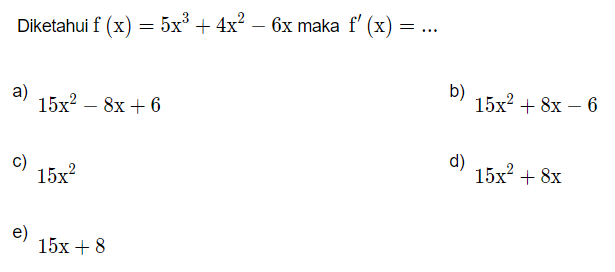 Diketahui f (x) = 5x³ + 4x² − 6x maka f′ (x) = ...
a) 15x² − 8x + 6
b) 15x² + 8x − 6
c) 15x²
d) 15x² + 8x
e) 15x + 8